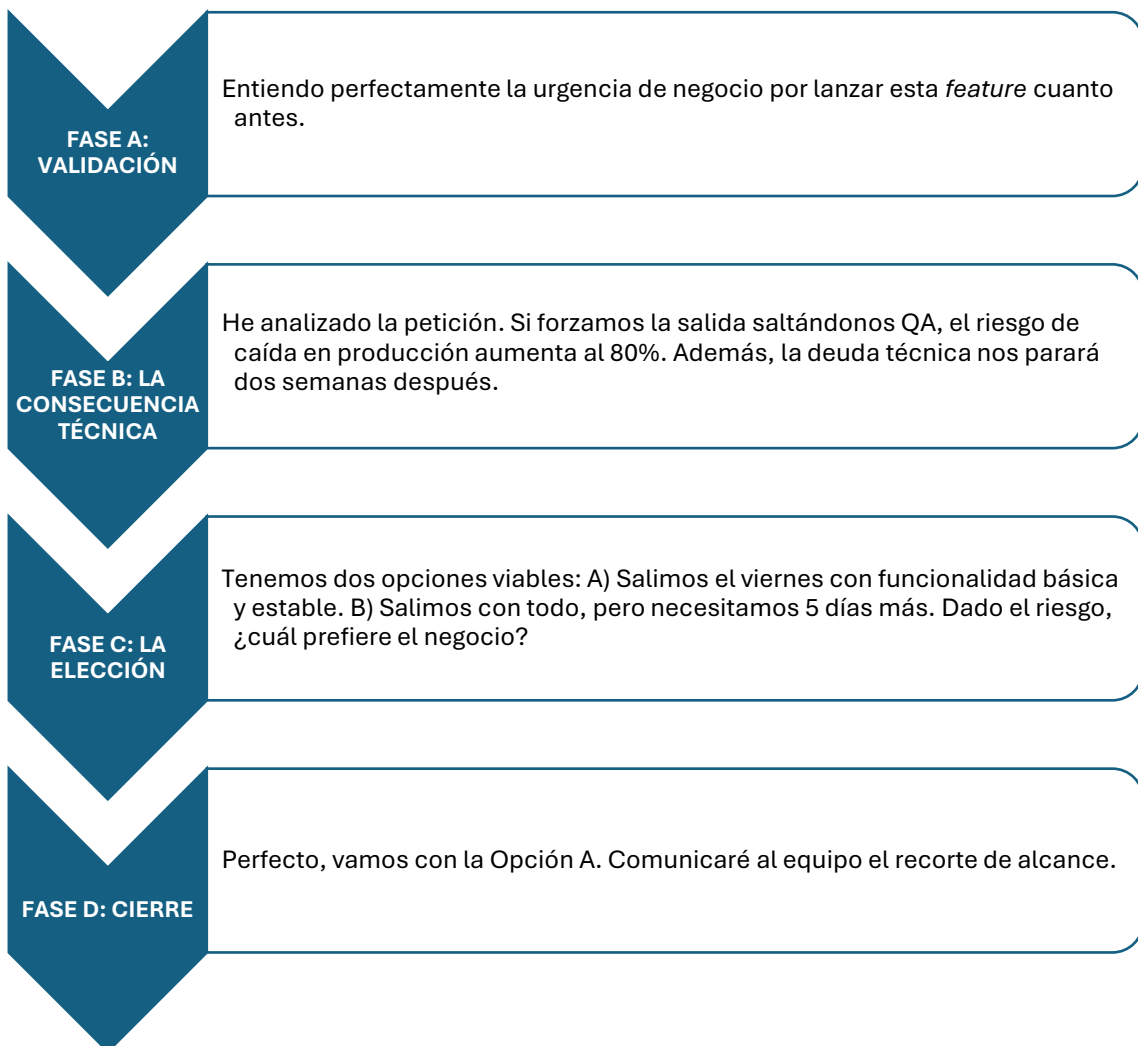 FASE A:
VALIDACIÓN
Entiendo perfectamente la urgencia de negocio por lanzar esta feature cuanto
antes.
FASE B: LA
CONSECUENCIA
TÉCNICA
He analizado la petición. Si forzamos la salida saltándonos QA, el riesgo de
caída en producción aumenta al 80%. Además, la deuda técnica nos parará
dos semanas después.
FASE C: LA
ELECCIÓN
Tenemos dos opciones viables: A) Salimos el viernes con funcionalidad básica
y estable. B) Salimos con todo, pero necesitamos 5 días más. Dado el riesgo,
¿cuál prefiere el negocio?
FASE D: CIERRE
Perfecto, vamos con la Opción A. Comunicaré al equipo el recorte de alcance.